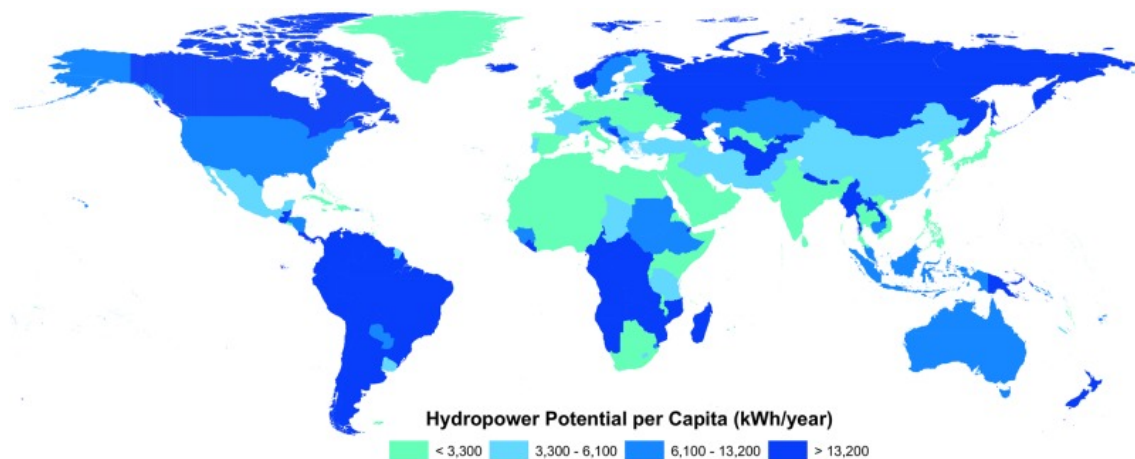 Hydropower Potential per Capita (kWh/year)
< 3,300 3,300 - 6,100 6,100 - 13,200 > 13,200